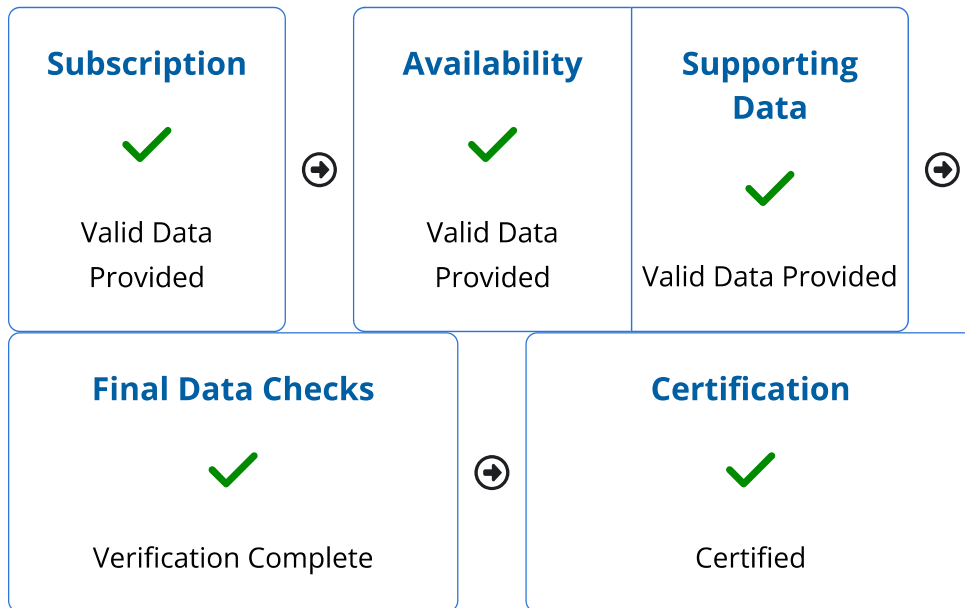 Subscription
Valid Data
Provided
Availability
Valid Data
Provided
Supporting
Data
Valid Data Provided
Final Data Checks
Verification Complete
Certification
Certified